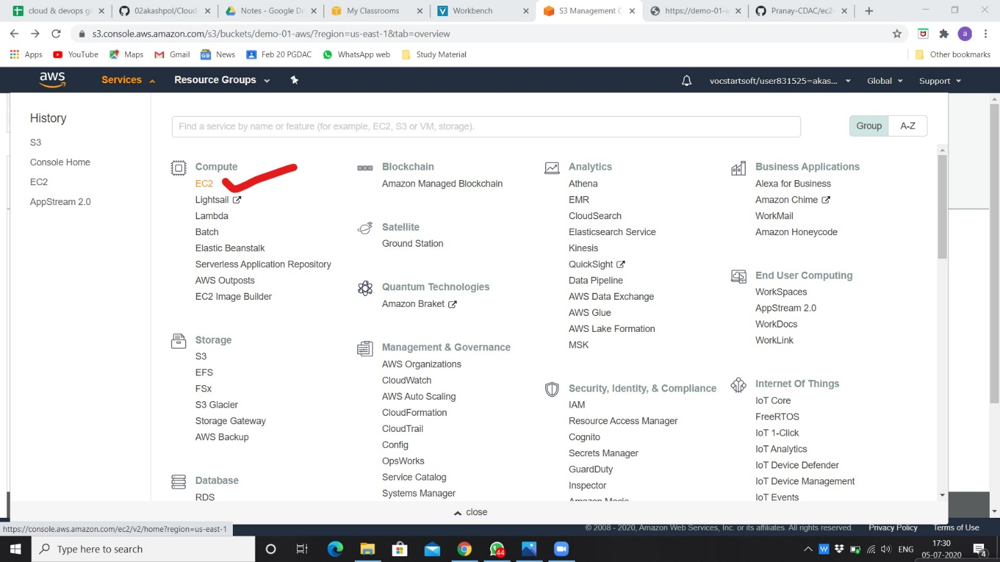 cloud & devops gi
02akashpol/Cloud
Notes - Google Dr
My Classrooms
Workbench
S3 Management C
https://demo-01-a
Pranay-CDAC/ec2-
s3.console.aws.amazon.com/s3/buckets/demo-01-aws/?region=us-east-1&tab=overview
a
Apps
YouTube
Maps
Gmail
News
Feb 20 PGDAC
WhatsApp web
Study Material
Other bookmarks
aws
Services
Resource Groups
vocstartsoft/user831525=akas...
Global
Support
History
S3
Console Home
EC2
AppStream 2.0
Find a service by name or feature (for example, EC2, S3 or VM, storage).
Group
A-Z
Compute
EC2
Lightsail
Lambda
Batch
Elastic Beanstalk
Serverless Application Repository
AWS Outposts
EC2 Image Builder
Storage
S3
EFS
FSx
S3 Glacier
Storage Gateway
AWS Backup
Database
RDS
Blockchain
Amazon Managed Blockchain
Satellite
Ground Station
Quantum Technologies
Amazon Braket
Management & Governance
AWS Organizations
CloudWatch
AWS Auto Scaling
CloudFormation
CloudTrail
Config
OpsWorks
Service Catalog
Systems Manager
Analytics
Athena
EMR
CloudSearch
Elasticsearch Service
Kinesis
QuickSight
Data Pipeline
AWS Data Exchange
AWS Glue
AWS Lake Formation
MSK
Security, Identity, & Compliance
IAM
Resource Access Manager
Cognito
Secrets Manager
GuardDuty
Inspector
Amazon Macie
Business Applications
Alexa for Business
Amazon Chime
WorkMail
Amazon Honeycode
End User Computing
WorkSpaces
AppStream 2.0
WorkDocs
WorkLink
Internet Of Things
IoT Core
FreeRTOS
IoT 1-Click
IoT Analytics
IoT Device Defender
IoT Device Management
IoT Events
close
https://console.aws.amazon.com/ec2/v2/home?region=us-east-1
© 2008 - 2020, Amazon Web Services, Inc. or its affiliates. All rights reserved.
Privacy Policy
Terms of Use
Type here to search
44
ENG
17:30
05-07-2020
4